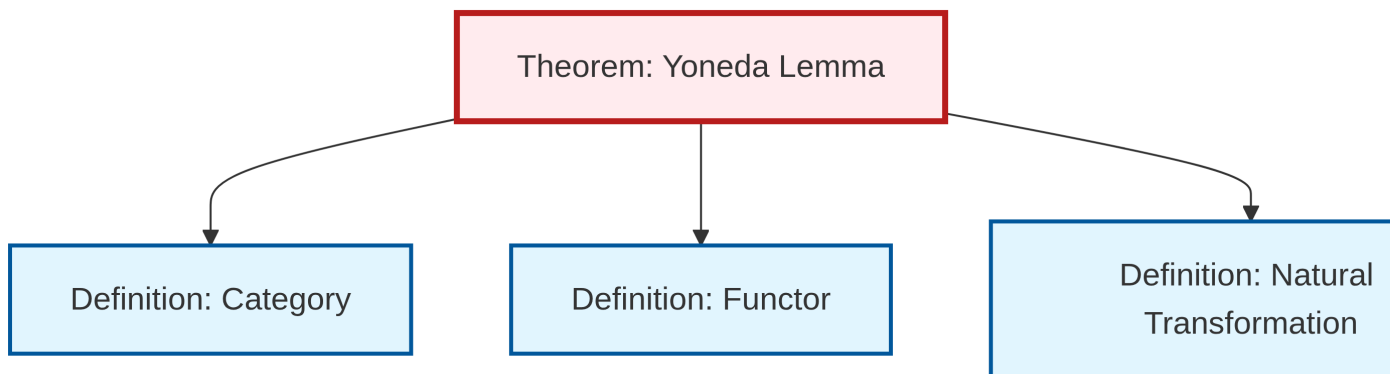 Theorem: Yoneda Lemma
Definition: Category
Definition: Functor
Definition: Natural
Transformation